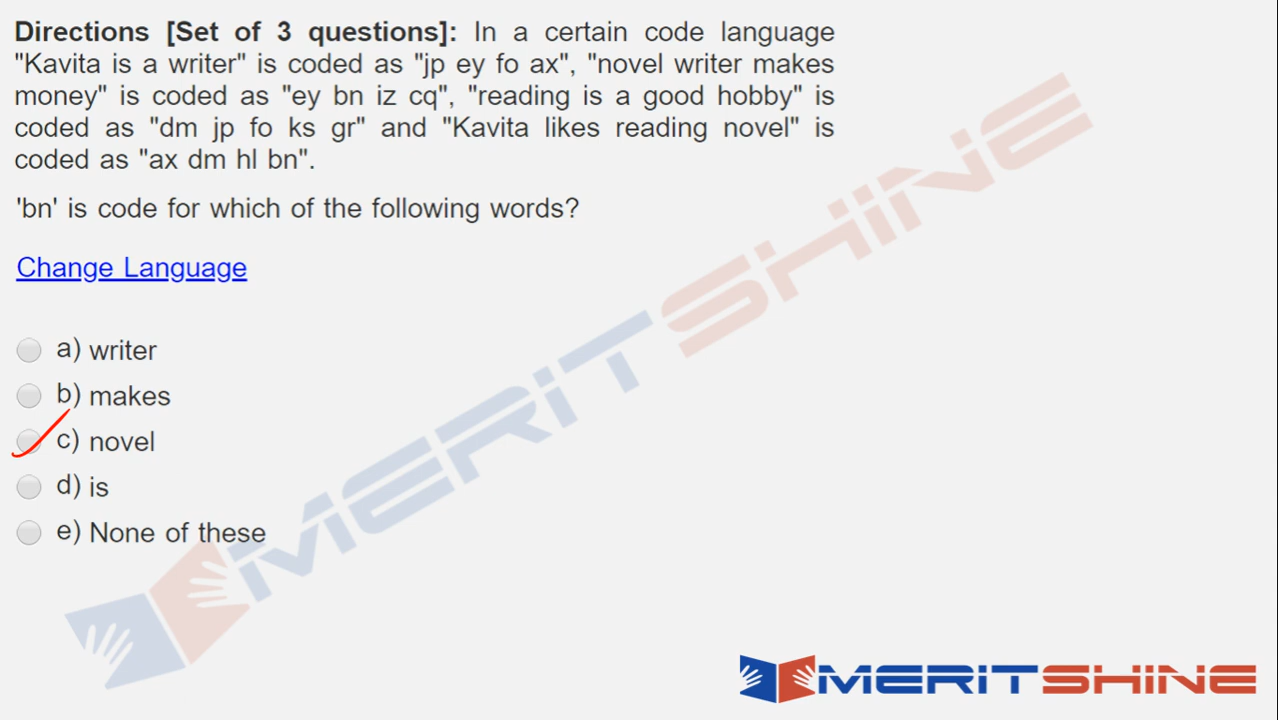 Directions [Set of 3 questions]: In a certain code language
"Kavita is a writer" is coded as "jp ey fo ax", "novel writer makes
money" is coded as "ey bn iz cq", "reading is a good hobby" is
coded as "dm jp fo ks gr" and "Kavita likes reading novel" is
coded as "ax dm hl bn".
'bn' is code for which of the following words?
Change Language
a) writer
b) makes
c) novel
d) is
e) None of these
MERITSHINE
MERITSHINE